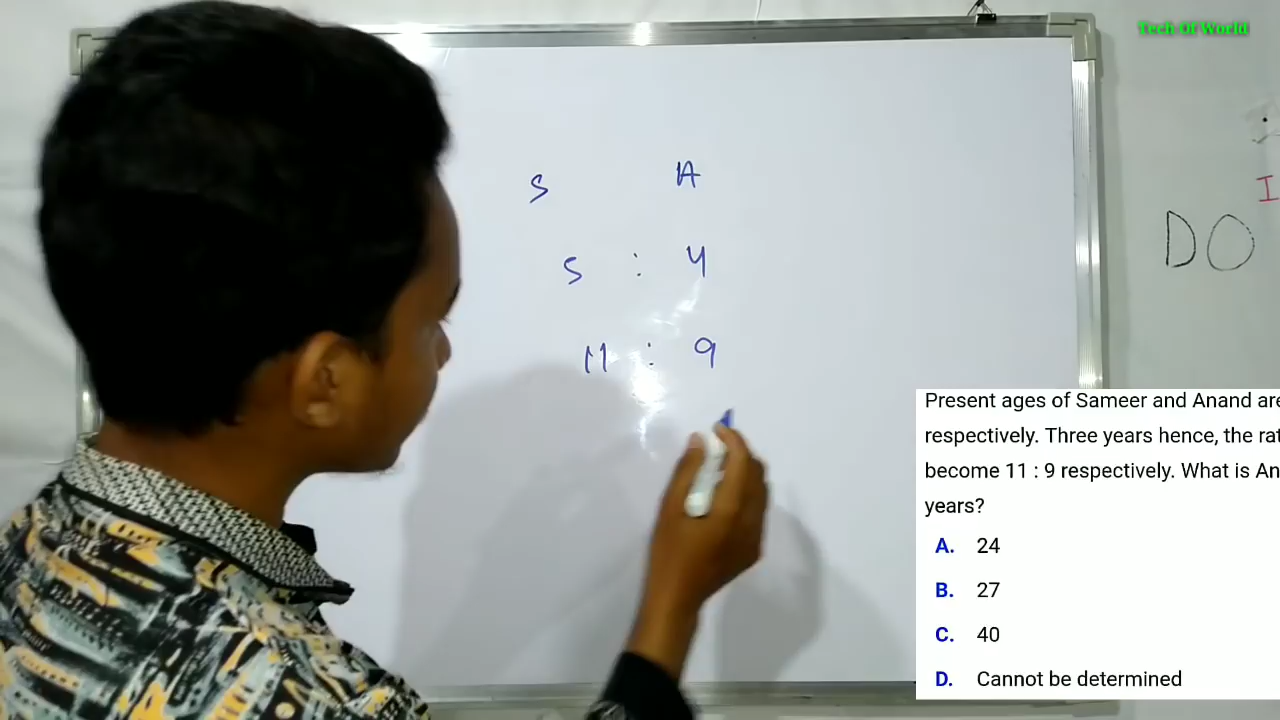 Tech Of World
S A
5 : 4
11 : 9
I
DO
Present ages of Sameer and Anand are
respectively. Three years hence, the rat
become 11 : 9 respectively. What is An
years?
A. 24
B. 27
C. 40
D. Cannot be determined